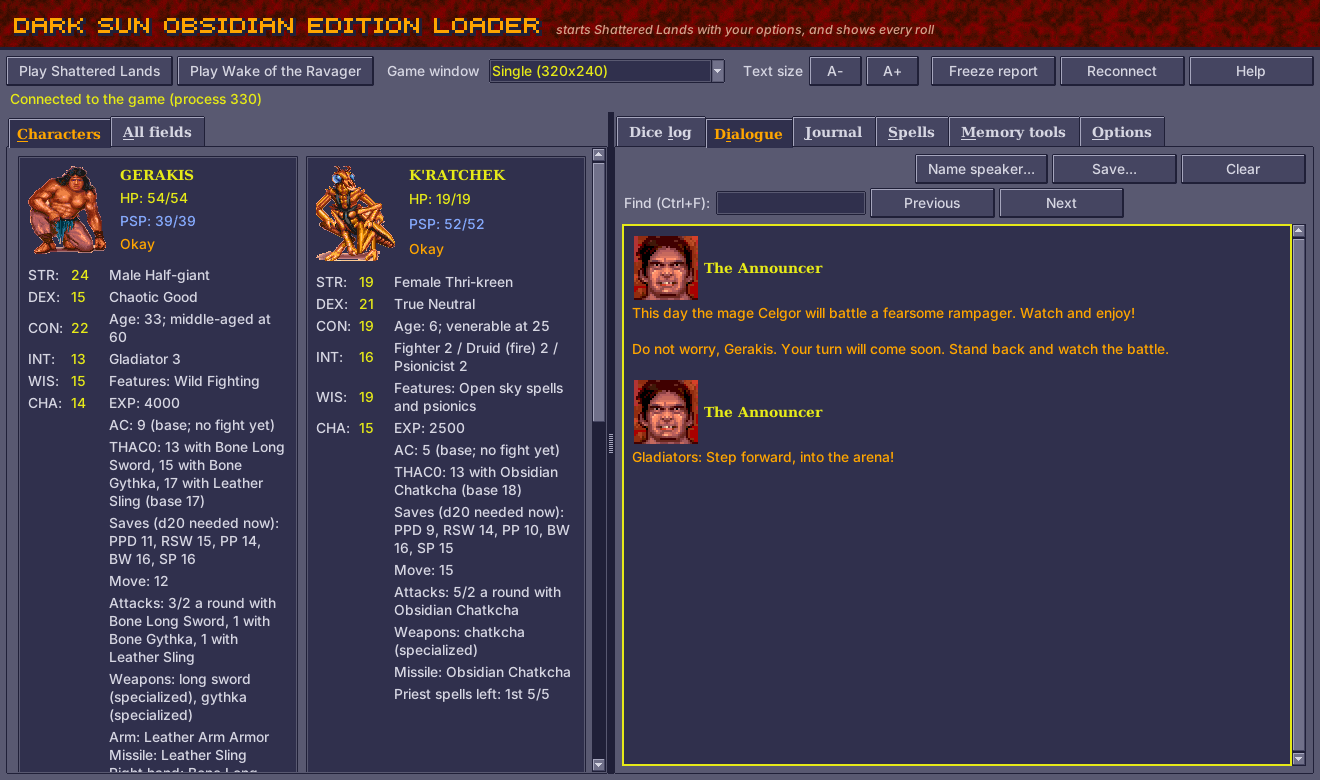 DARK SUN OBSIDIAN EDITION LOADER starts Shattered Lands with your options, and shows every roll
Play Shattered Lands Play Wake of the Ravager Game window Single (320x240) Text size A- A+ Freeze report Reconnect Help
Connected to the game (process 330)
Characters All fields
GERAKIS
HP: 54/54
PSP: 39/39
Okay
STR: 24 Male Half-giant
DEX: 15 Chaotic Good
CON: 22 Age: 33; middle-aged at
60
INT: 13 Gladiator 3
WIS: 15 Features: Wild Fighting
CHA: 14 EXP: 4000
AC: 9 (base; no fight yet)
THAC0: 13 with Bone Long
Sword, 15 with Bone
Gythka, 17 with Leather
Sling (base 17)
Saves (d20 needed now):
PPD 11, RSW 15, PP 14,
BW 16, SP 16
Move: 12
Attacks: 3/2 a round with
Bone Long Sword, 1 with
Bone Gythka, 1 with
Leather Sling
Weapons: long sword
(specialized), gythka
(specialized)
Arm: Leather Arm Armor
Missile: Leather Sling
Right hand: Bone Long
K'RATCHEK
HP: 19/19
PSP: 52/52
Okay
STR: 19 Female Thri-kreen
DEX: 21 True Neutral
CON: 19 Age: 6; venerable at 25
INT: 16 Fighter 2 / Druid (fire) 2 /
Psionicist 2
WIS: 19 Features: Open sky spells
and psionics
CHA: 15 EXP: 2500
AC: 5 (base; no fight yet)
THAC0: 13 with Obsidian
Chatkcha (base 18)
Saves (d20 needed now):
PPD 9, RSW 14, PP 10, BW
16, SP 15
Move: 15
Attacks: 5/2 a round with
Obsidian Chatkcha
Weapons: chatkcha
(specialized)
Missile: Obsidian Chatkcha
Priest spells left: 1st 5/5
Dice log Dialogue Journal Spells Memory tools Options
Name speaker... Save... Clear
Find (Ctrl+F): Previous Next
The Announcer
This day the mage Celgor will battle a fearsome rampager. Watch and enjoy!
Do not worry, Gerakis. Your turn will come soon. Stand back and watch the battle.
The Announcer
Gladiators: Step forward, into the arena!